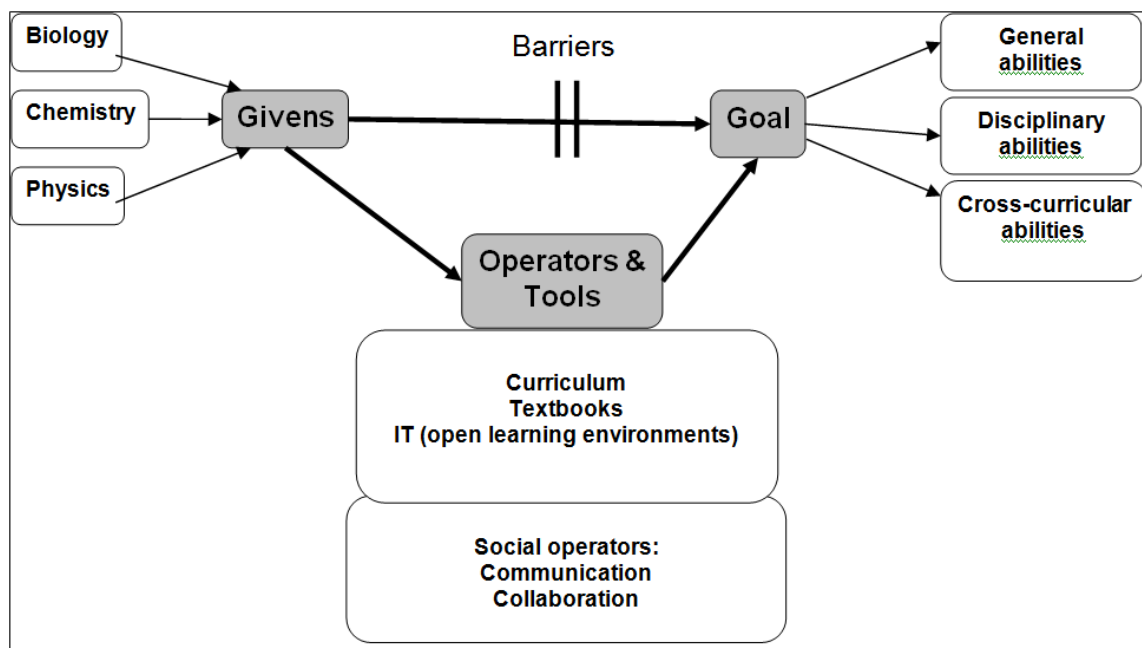 Biology
Chemistry
Physics
Givens
Barriers
Goal
General
abilities
Disciplinary
abilities
Cross-curricular
abilities
Operators &
Tools
Curriculum
Textbooks
IT (open learning environments)
Social operators:
Communication
Collaboration